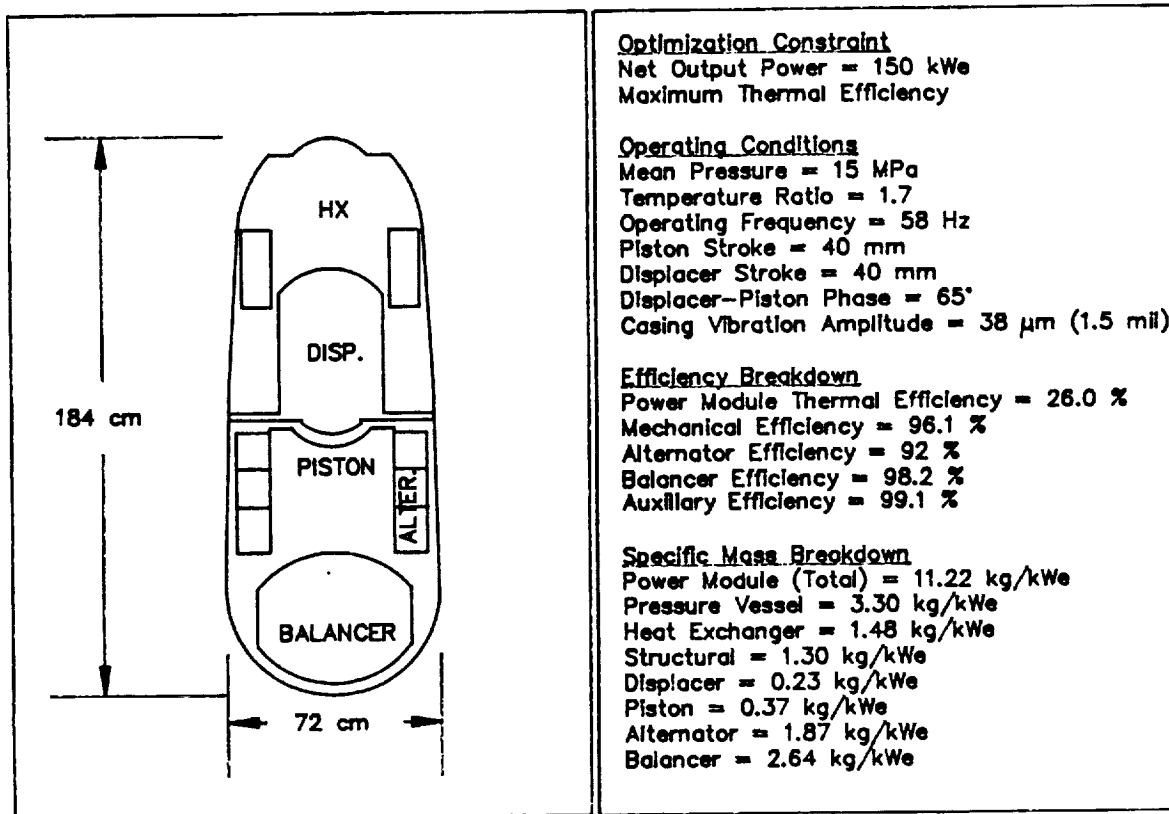 HX
DISP.
184 cm
PISTON
ALTER.
BALANCER
72 cm
Optimization Constraint
Net Output Power = 150 kWe
Maximum Thermal Efficiency
Operating Conditions
Mean Pressure = 15 MPa
Temperature Ratio = 1.7
Operating Frequency = 58 Hz
Piston Stroke = 40 mm
Displacer Stroke = 40 mm
Displacer-Piston Phase = 65°
Casing Vibration Amplitude = 38 μm (1.5 mil)
Efficiency Breakdown
Power Module Thermal Efficiency = 26.0 %
Mechanical Efficiency = 96.1 %
Alternator Efficiency = 92 %
Balancer Efficiency = 98.2 %
Auxiliary Efficiency = 99.1 %
Specific Mass Breakdown
Power Module (Total) = 11.22 kg/kWe
Pressure Vessel = 3.30 kg/kWe
Heat Exchanger = 1.48 kg/kWe
Structural = 1.30 kg/kWe
Displacer = 0.23 kg/kWe
Piston = 0.37 kg/kWe
Alternator = 1.87 kg/kWe
Balancer = 2.64 kg/kWe